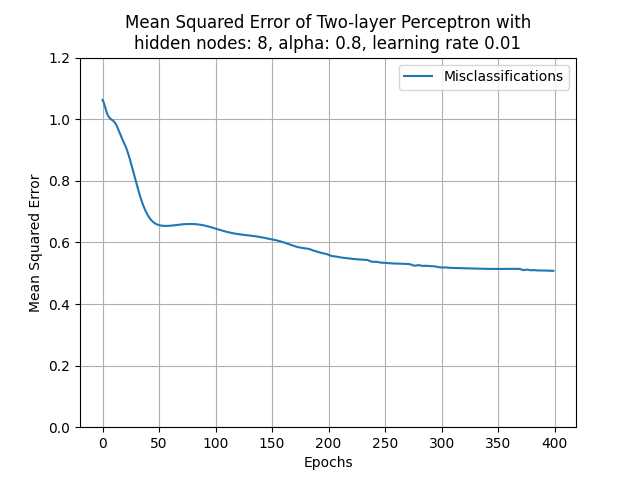 Mean Squared Error of Two-layer Perceptron with
hidden nodes: 8, alpha: 0.8, learning rate 0.01
Misclassifications
1.2
1.0
0.8
0.6
0.4
0.2
0.0
Mean Squared Error
0 50 100 150 200 250 300 350 400
Epochs